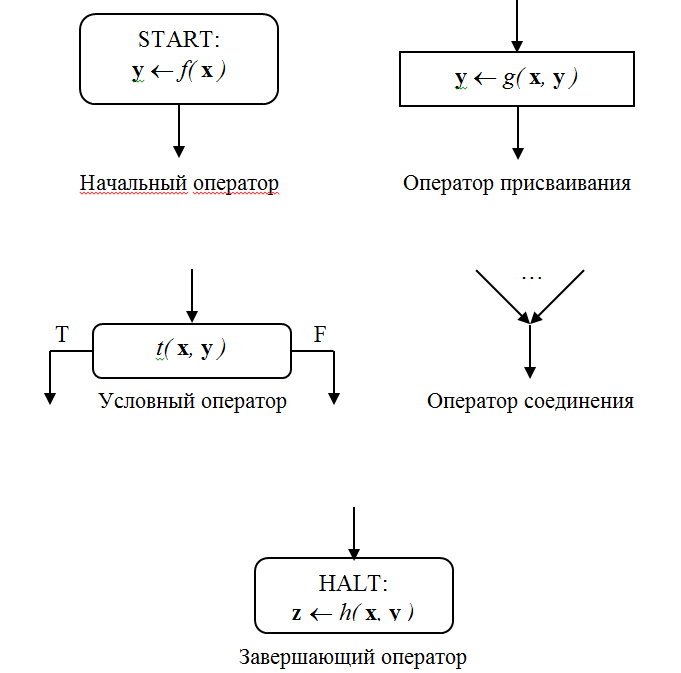 START:
y ← f( x )
Начальный оператор
y ← g( x, y )
Оператор присваивания
T
t( x, y )
F
Условный оператор
…
Оператор соединения
HALT:
z ← h( x, y )
Завершающий оператор